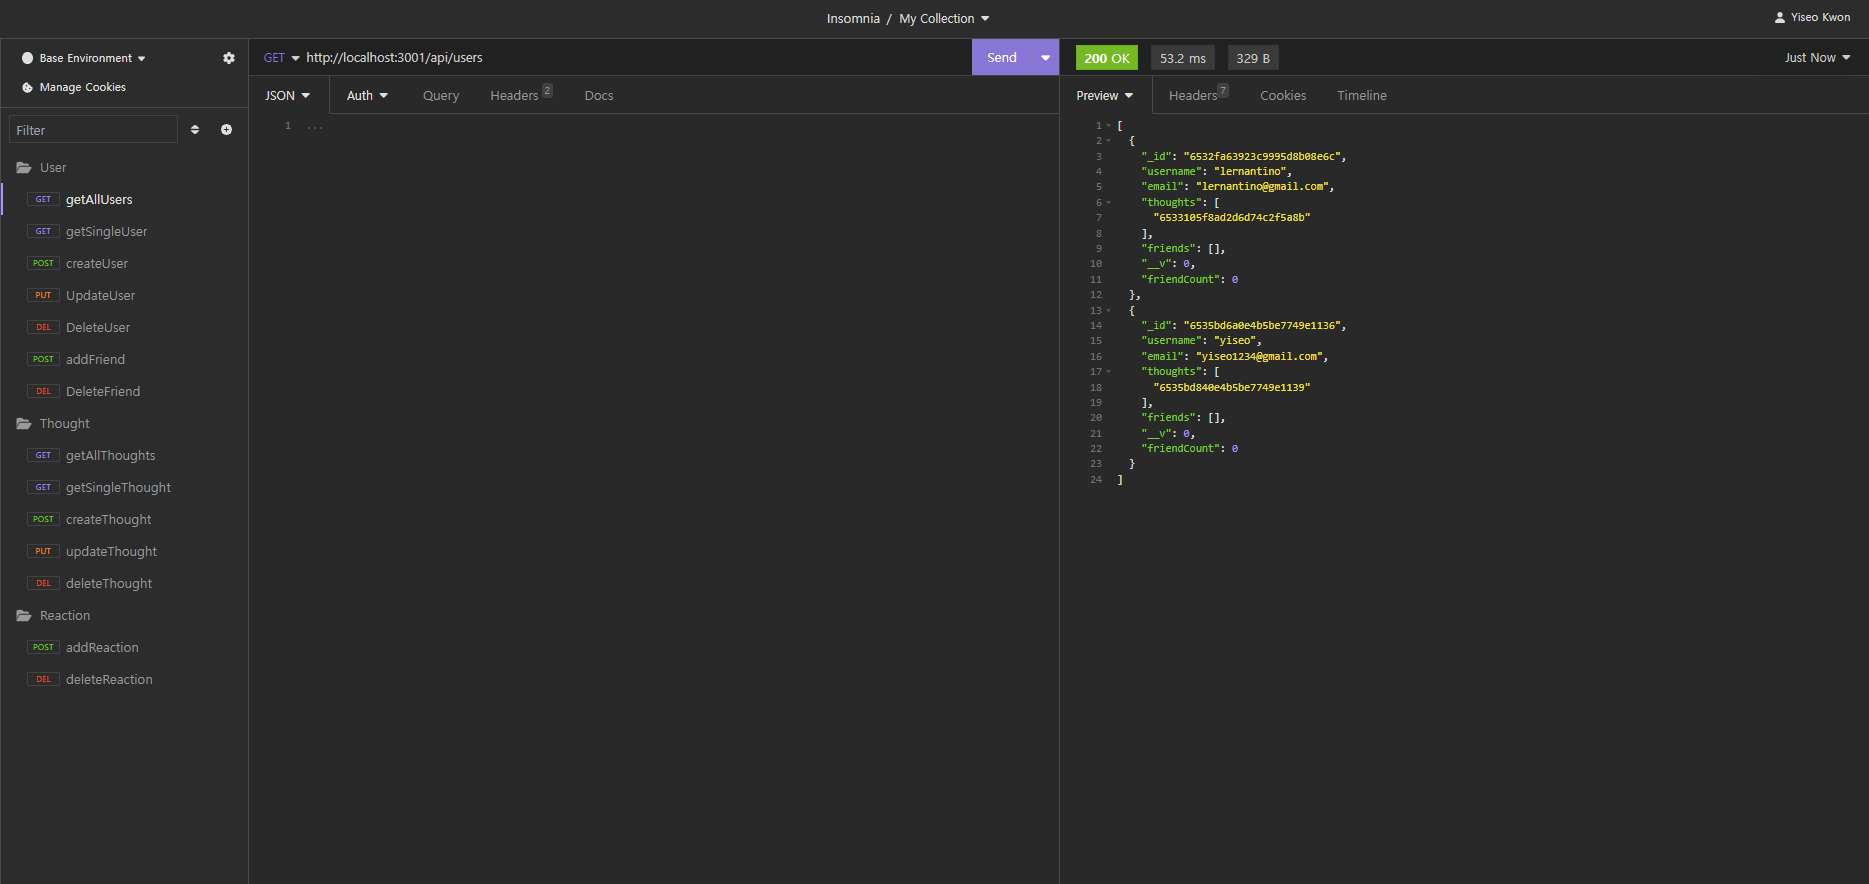 Insomnia / My Collection
Yiseo Kwon
Base Environment
Manage Cookies
Filter
User
GET getAllUsers
GET getSingleUser
POST createUser
PUT UpdateUser
DEL DeleteUser
POST addFriend
DEL DeleteFriend
Thought
GET getAllThoughts
GET getSingleThought
POST createThought
PUT updateThought
DEL deleteThought
Reaction
POST addReaction
DEL deleteReaction
GET http://localhost:3001/api/users Send
JSON Auth Query Headers 2 Docs
1 ...
200 OK 53.2 ms 329 B Just Now
Preview Headers 7 Cookies Timeline
1 [
2 {
3 "_id": "6532fa63923c9995d8b08e6c",
4 "username": "lernantino",
5 "email": "lernantino@gmail.com",
6 "thoughts": [
7 "6533105f8ad2d6d74c2f5a8b"
8 ],
9 "friends": [],
10 "__v": 0,
11 "friendCount": 0
12 },
13 {
14 "_id": "6535bd6a0e4b5be7749e1136",
15 "username": "yiseo",
16 "email": "yiseo1234@gmail.com",
17 "thoughts": [
18 "6535bd840e4b5be7749e1139"
19 ],
20 "friends": [],
21 "__v": 0,
22 "friendCount": 0
23 }
24 ]